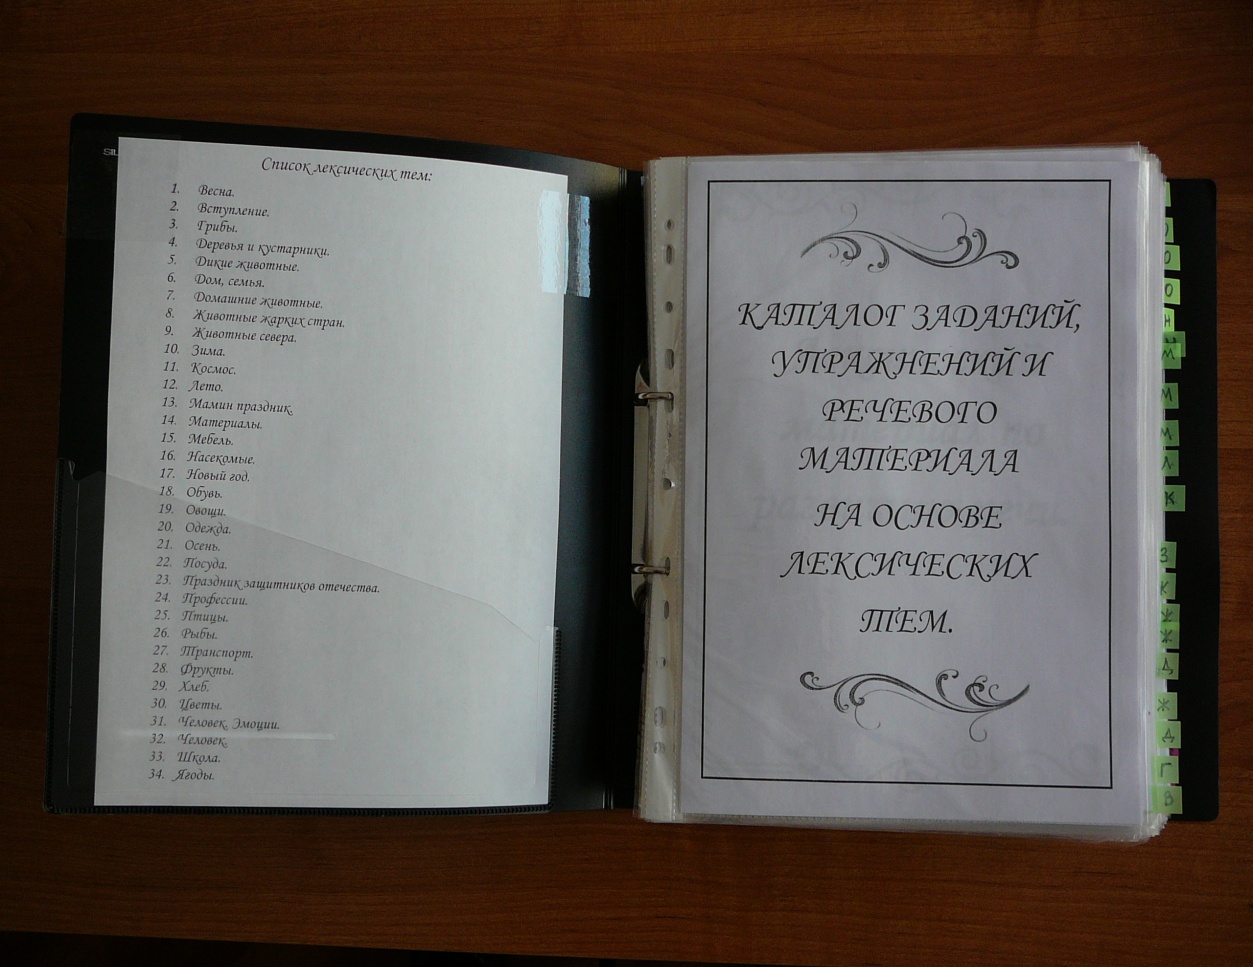 Список лексических тем:
1. Весна.
2. Вступление.
3. Грибы.
4. Деревья и кустарники.
5. Дикие животные.
6. Дом, семья.
7. Домашние животные.
8. Животные жарких стран.
9. Животные севера.
10. Зима.
11. Космос.
12. Лето.
13. Мамин праздник.
14. Материалы.
15. Мебель.
16. Насекомые.
17. Новый год.
18. Обувь.
19. Овощи.
20. Одежда.
21. Осень.
22. Посуда.
23. Праздник защитников отечества.
24. Профессии.
25. Птицы.
26. Рыбы.
27. Транспорт.
28. Фрукты.
29. Хлеб.
30. Цветы.
31. Человек. Эмоции.
32. Человек.
33. Школа.
34. Ягоды.
КАТАЛОГ ЗАДАНИЙ,
УПРАЖНЕНИЙ И
РЕЧЕВОГО
МАТЕРИАЛА
НА ОСНОВЕ
ЛЕКСИЧЕСКИХ
ТЕМ.
О
О
О
Н
М
М
М
Л
К
З
К
Ж
Ж
Д
Ж
Д
Г
В